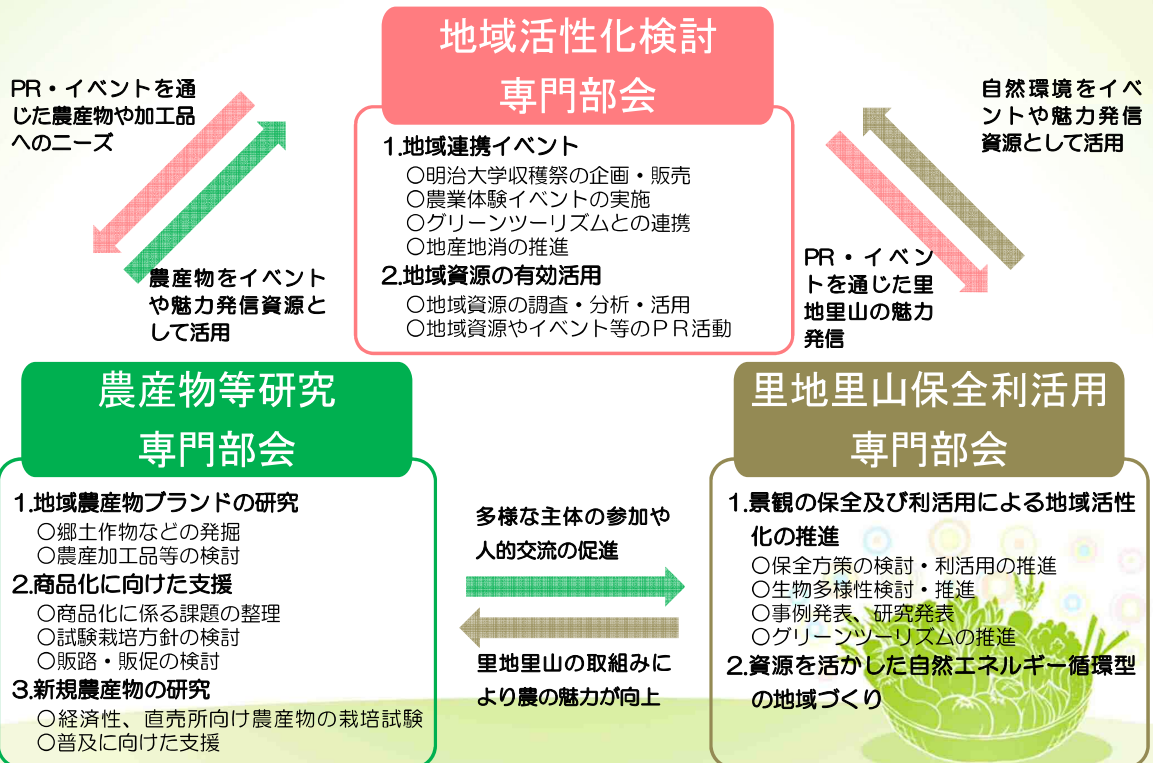 地域活性化検討
専門部会
PR・イベントを通
じた農産物や加工品
へのニーズ
自然環境をイベ
ントや魅力発信
資源として活用
1.地域連携イベント
○明治大学収穫祭の企画・販売
○農業体験イベントの実施
○グリーンツーリズムとの連携
○地産地消の推進
2.地域資源の有効活用
○地域資源の調査・分析・活用
○地域資源やイベント等のPR活動
農産物をイベント
や魅力発信資源と
して活用
PR・イベン
トを通じた里
地里山の魅力
発信
農産物等研究
専門部会
1.地域農産物ブランドの研究
○郷土作物などの発掘
○農産加工品等の検討
2.商品化に向けた支援
○商品化に係る課題の整理
○試験栽培方針の検討
○販路・販促の検討
3.新規農産物の研究
○経済性、直売所向け農産物の栽培試験
○普及に向けた支援
多様な主体の参加や
人的交流の促進
里地里山の取組みに
より農の魅力が向上
里地里山保全利活用
専門部会
1.景観の保全及び利活用による地域活性
化の推進
○保全方策の検討・利活用の推進
○生物多様性検討・推進
○事例発表、研究発表
○グリーンツーリズムの推進
2.資源を活かした自然エネルギー循環型
の地域づくり